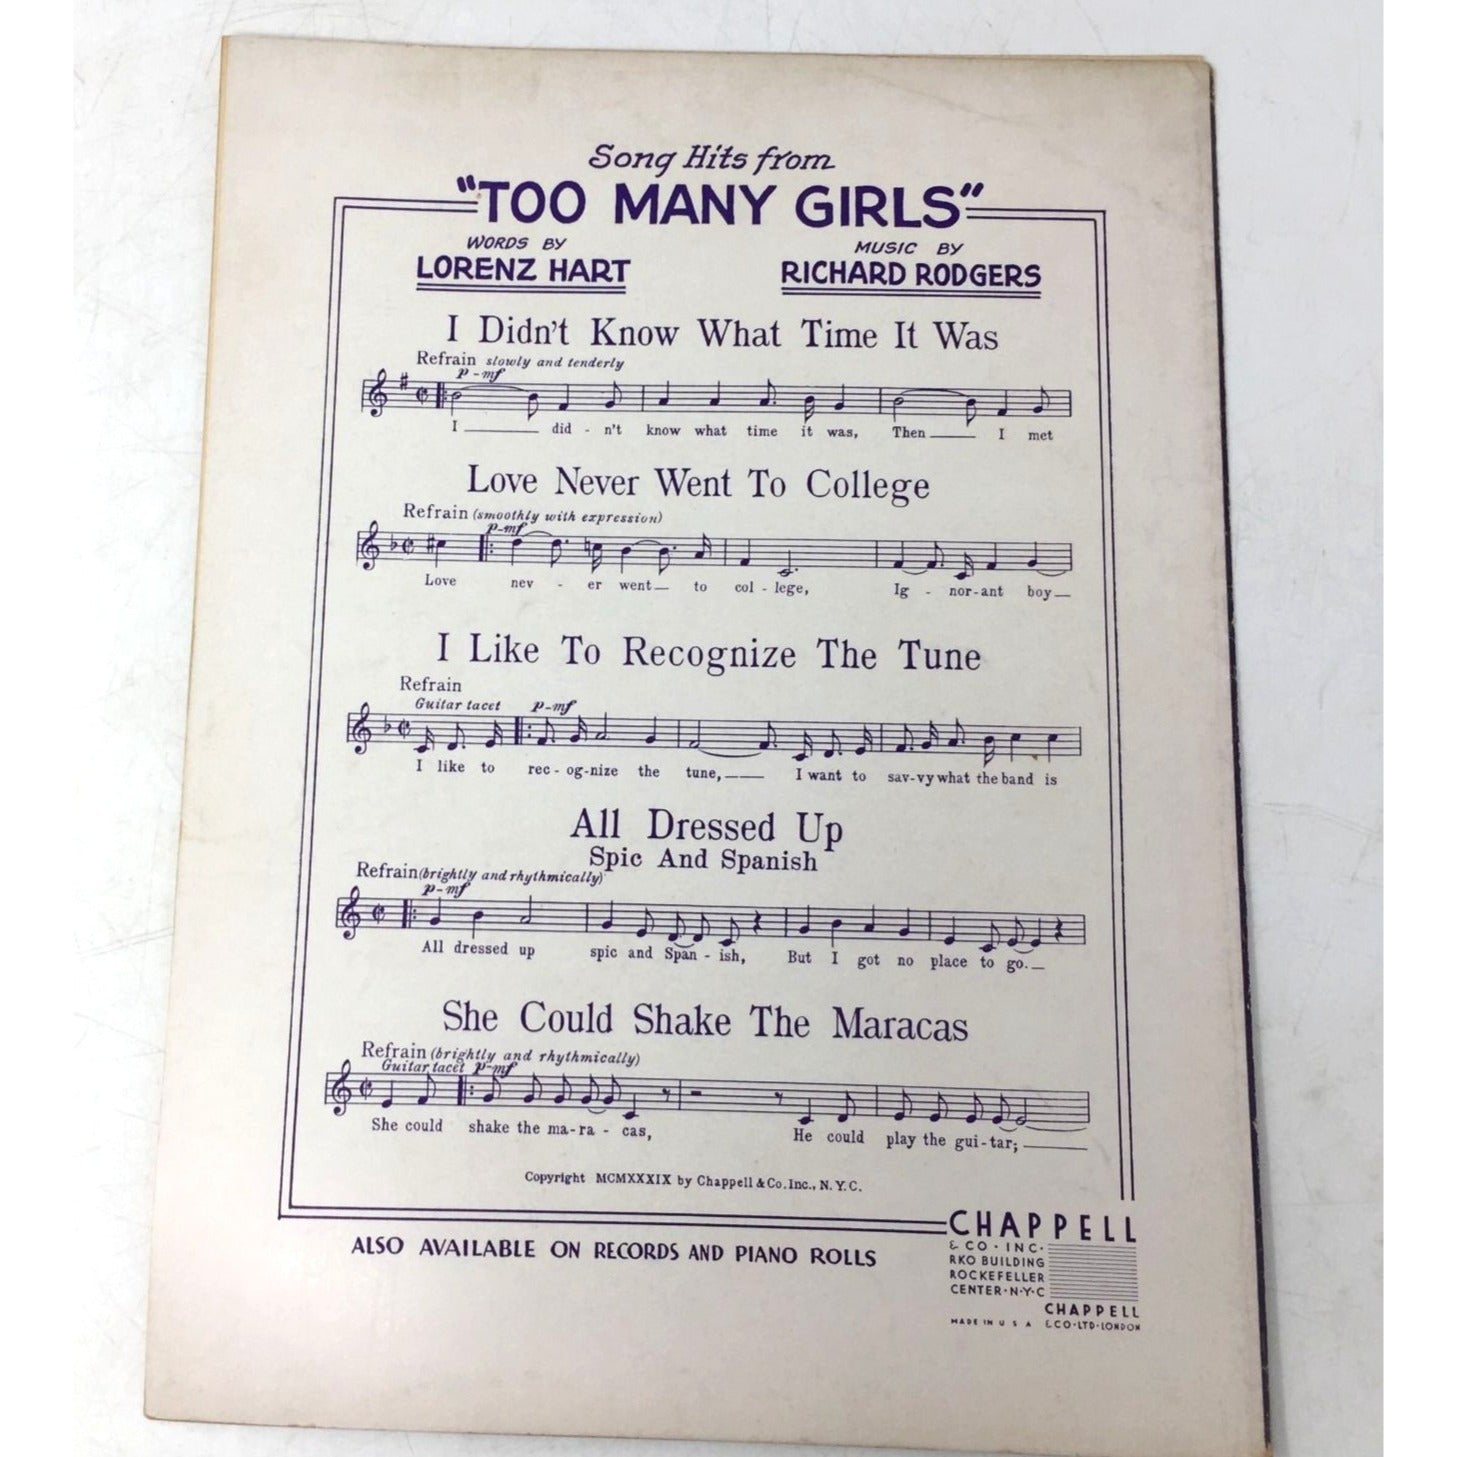 Song Hits from
"TOO MANY GIRLS"
WORDS BY MUSIC BY
LORENZ HART RICHARD RODGERS
I Didn't Know What Time It Was
Refrain slowly and tenderly
p-mf
I did - n't know what time it was, Then I met
Love Never Went To College
Refrain (smoothly with expression)
p-mf
Love nev - er went to col - lege, Ig - nor - ant boy
I Like To Recognize The Tune
Refrain
Guitar tacet p-mf
I like to rec - og - nize the tune, I want to sav - vy what the band is
All Dressed Up
Spic And Spanish
Refrain (brightly and rhythmically)
p-mf
All dressed up spic and Span - ish, But I got no place to go.
She Could Shake The Maracas
Refrain (brightly and rhythmically)
Guitar tacet p-mf
She could shake the ma - ra - cas, He could play the gui - tar;
Copyright MCMXXXIX by Chappell & Co. Inc., N. Y. C.
ALSO AVAILABLE ON RECORDS AND PIANO ROLLS
CHAPPELL
& CO · INC·
RKO BUILDING
ROCKEFELLER
CENTER·N·Y·C
CHAPPELL
MADE IN U S A & CO·LTD·LONDON